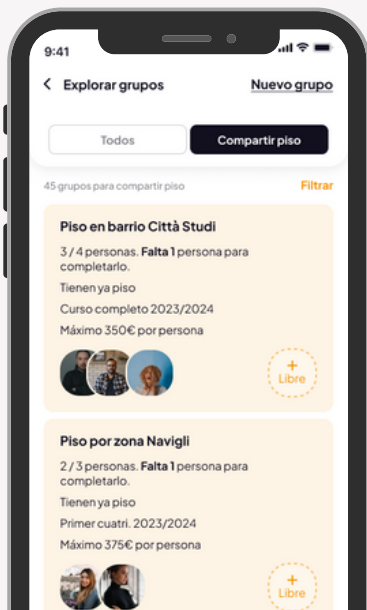 9:41
Explorar grupos
Nuevo grupo
Todos
Compartir piso
45 grupos para compartir piso
Filtrar
Piso en barrio Città Studi
3 / 4 personas. Falta 1 persona para
completarlo.
Tienen ya piso
Curso completo 2023/2024
Máximo 350€ por persona
+
Libre
Piso por zona Navigli
2 / 3 personas. Falta 1 persona para
completarlo.
Tienen ya piso
Primer cuatri. 2023/2024
Máximo 375€ por persona
+
Libre